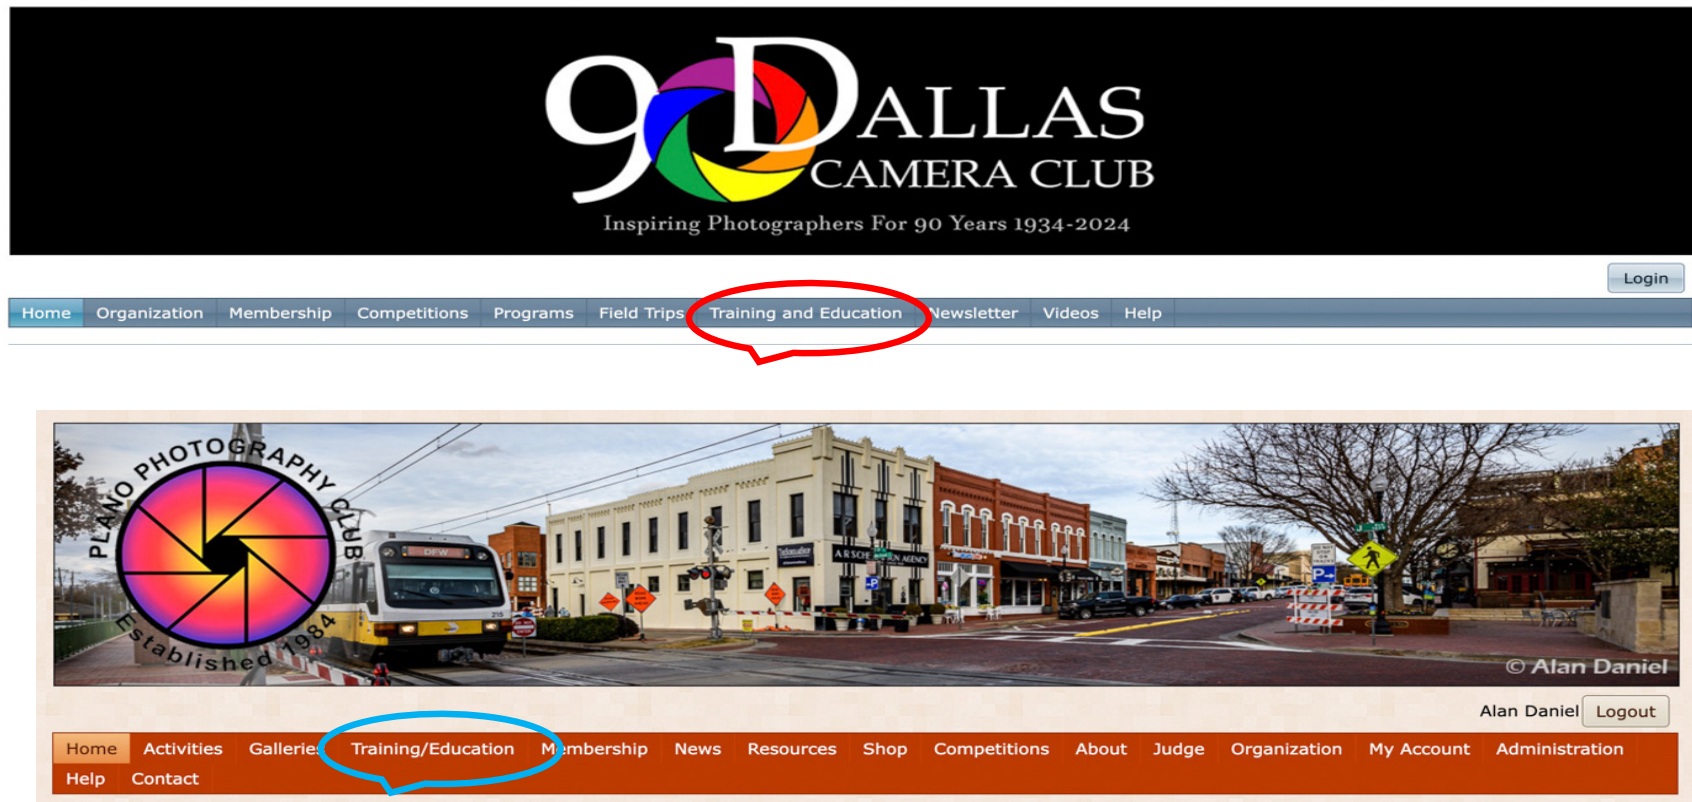 90 DALLAS
CAMERA CLUB
Inspiring Photographers For 90 Years 1934-2024
Login
Home Organization Membership Competitions Programs Field Trips Training and Education Newsletter Videos Help
PLANO PHOTOGRAPHY CLUB
Established 1984
DFW
215
P
© Alan Daniel
Alan Daniel Logout
Home Activities Galleries Training/Education Membership News Resources Shop Competitions About Judge Organization My Account Administration
Help Contact